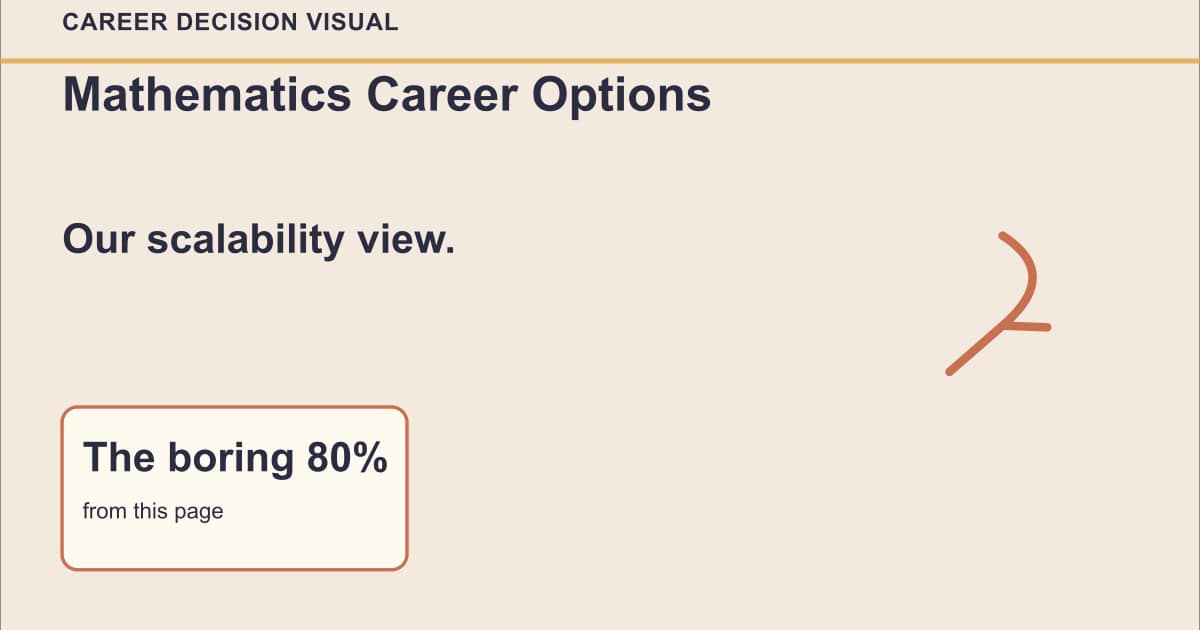 CAREER DECISION VISUAL
Mathematics Career Options
Our scalability view.
The boring 80%
from this page